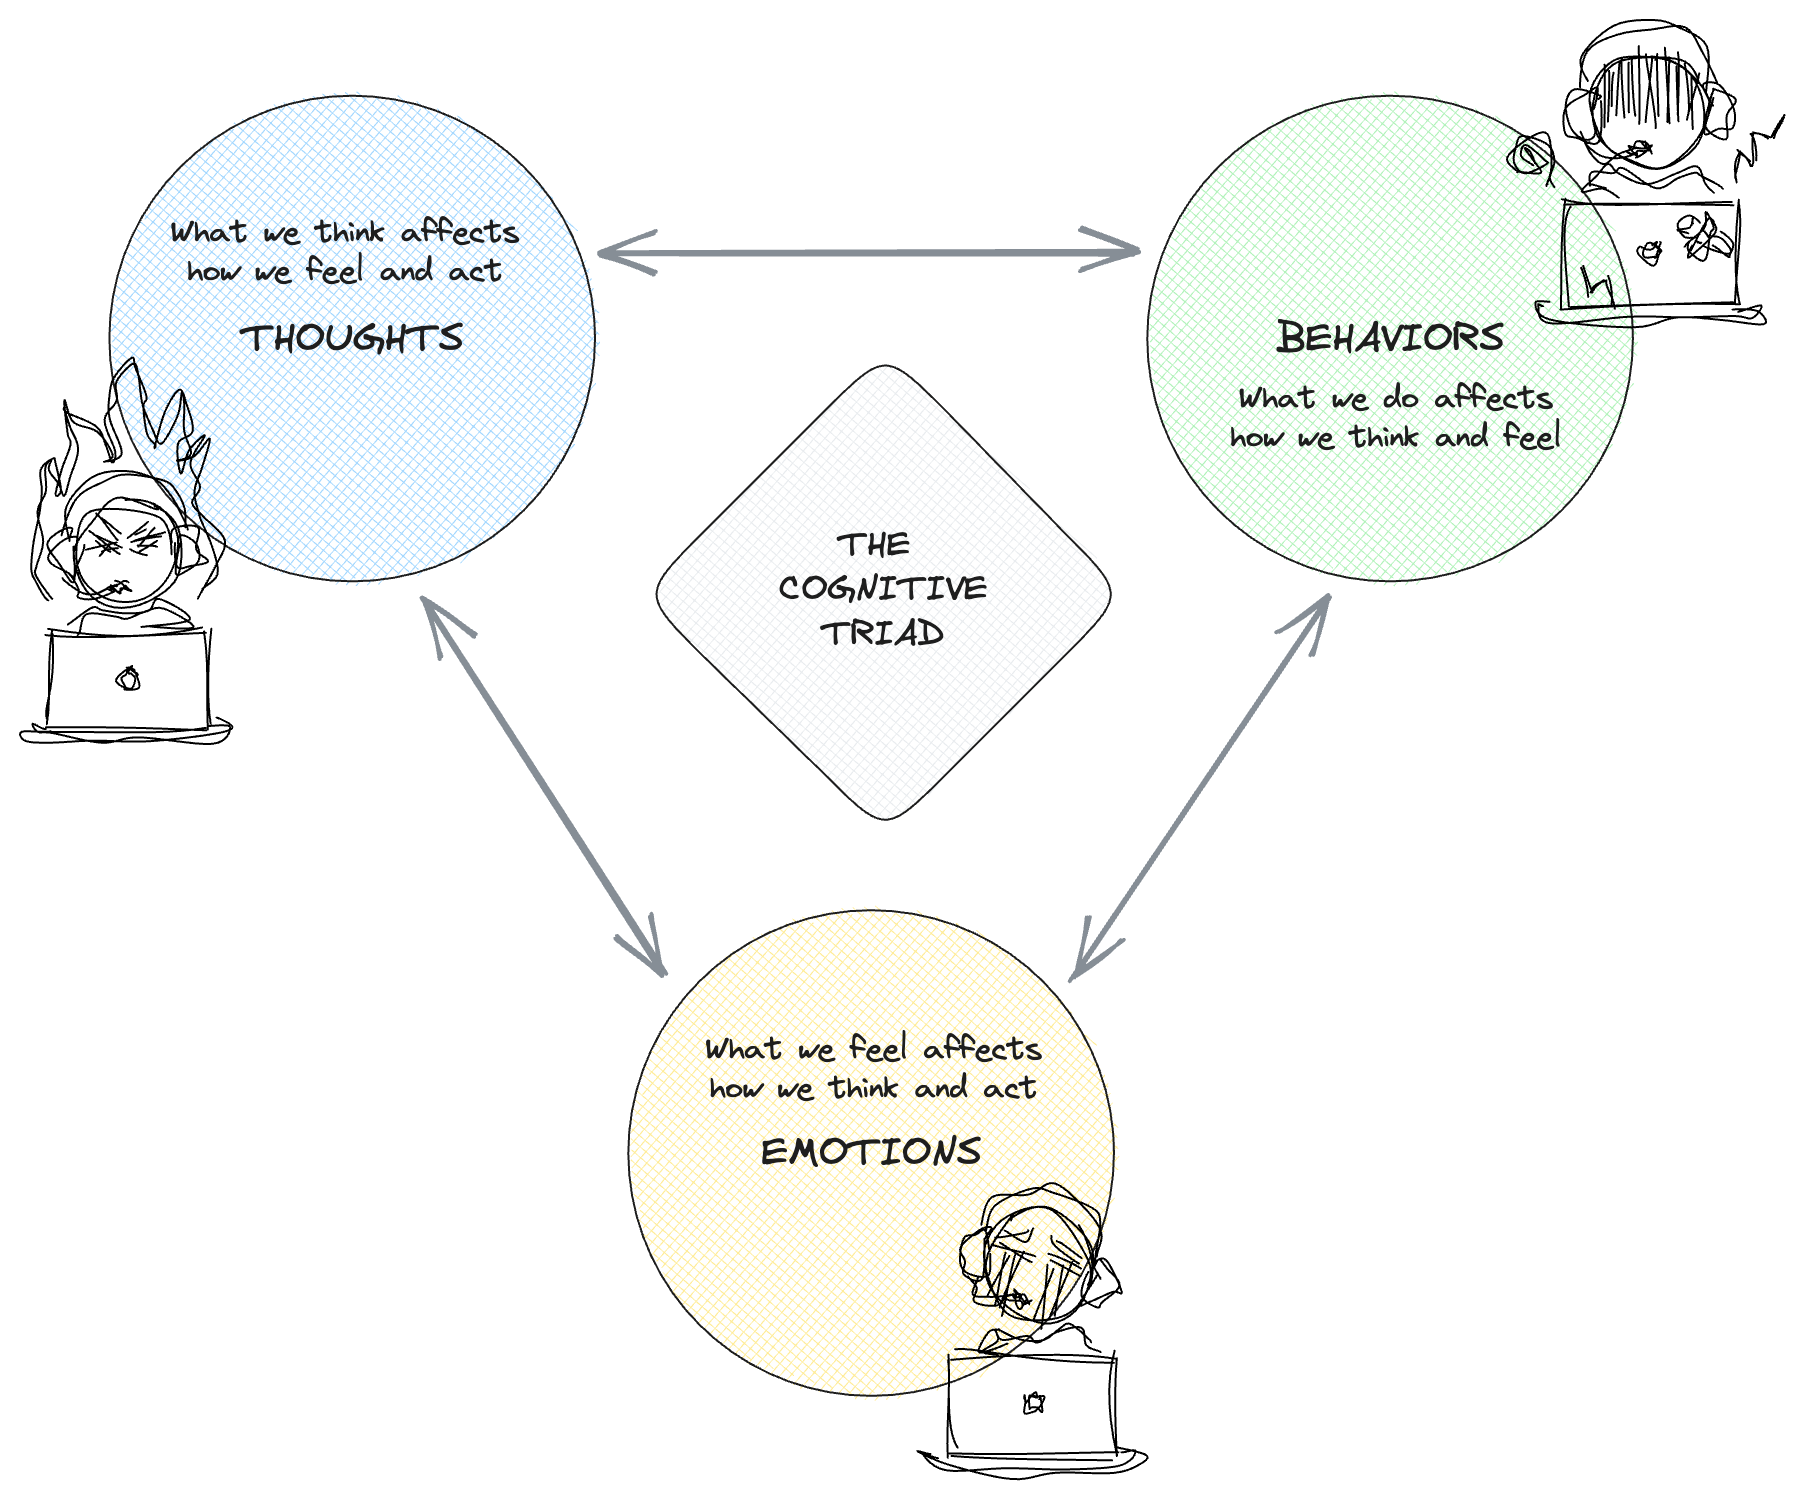 What we think affects
how we feel and act
THOUGHTS
BEHAVIORS
What we do affects
how we think and feel
THE
COGNITIVE
TRIAD
What we feel affects
how we think and act
EMOTIONS